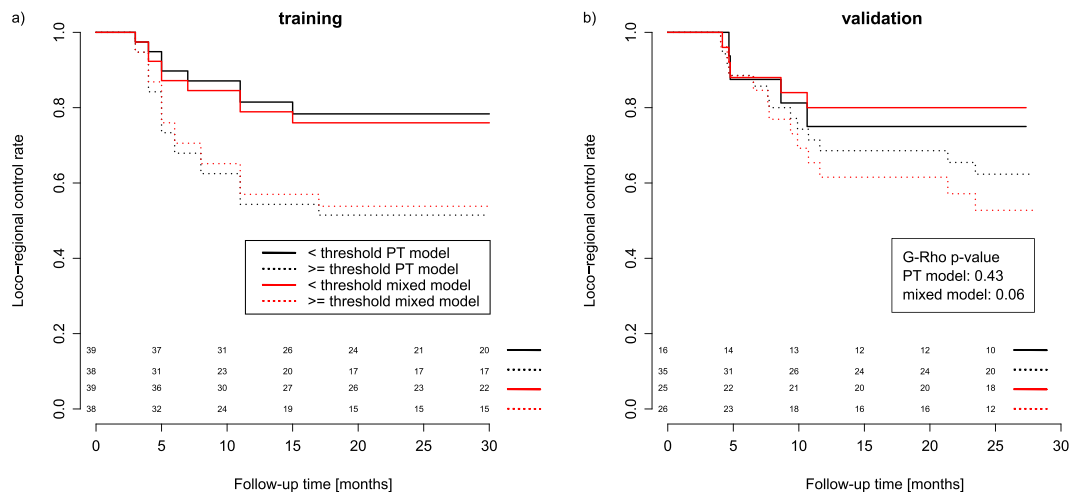 a)
training
Loco−regional control rate
1.0
0.8
0.6
0.4
0.2
0.0
< threshold PT model
>= threshold PT model
< threshold mixed model
>= threshold mixed model
39 37 31 26 24 21 20
38 31 23 20 17 17 17
39 36 30 27 26 23 22
38 32 24 19 15 15 15
0 5 10 15 20 25 30
Follow-up time [months]
b)
validation
Loco−regional control rate
1.0
0.8
0.6
0.4
0.2
0.0
G-Rho p-value
PT model: 0.43
mixed model: 0.06
16 14 13 12 12 10
35 31 26 24 24 20
25 22 21 20 20 18
26 23 18 16 16 12
0 5 10 15 20 25 30
Follow-up time [months]